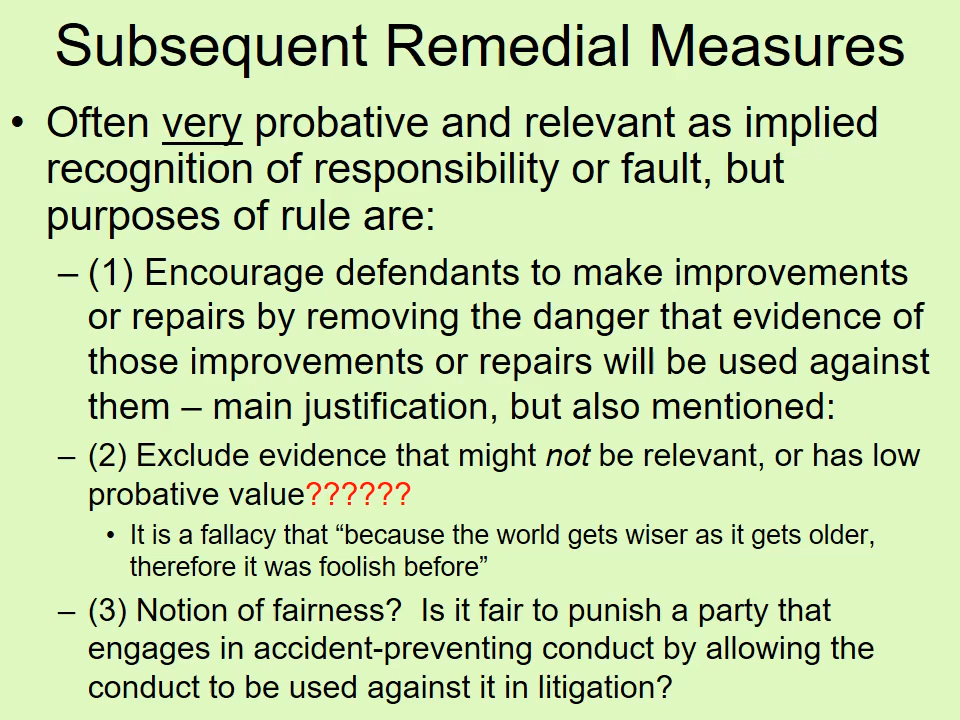 Subsequent Remedial Measures
• Often very probative and relevant as implied
recognition of responsibility or fault, but
purposes of rule are:
– (1) Encourage defendants to make improvements
or repairs by removing the danger that evidence of
those improvements or repairs will be used against
them – main justification, but also mentioned:
– (2) Exclude evidence that might not be relevant, or has low
probative value??????
• It is a fallacy that “because the world gets wiser as it gets older,
therefore it was foolish before”
– (3) Notion of fairness?  Is it fair to punish a party that
engages in accident-preventing conduct by allowing the
conduct to be used against it in litigation?